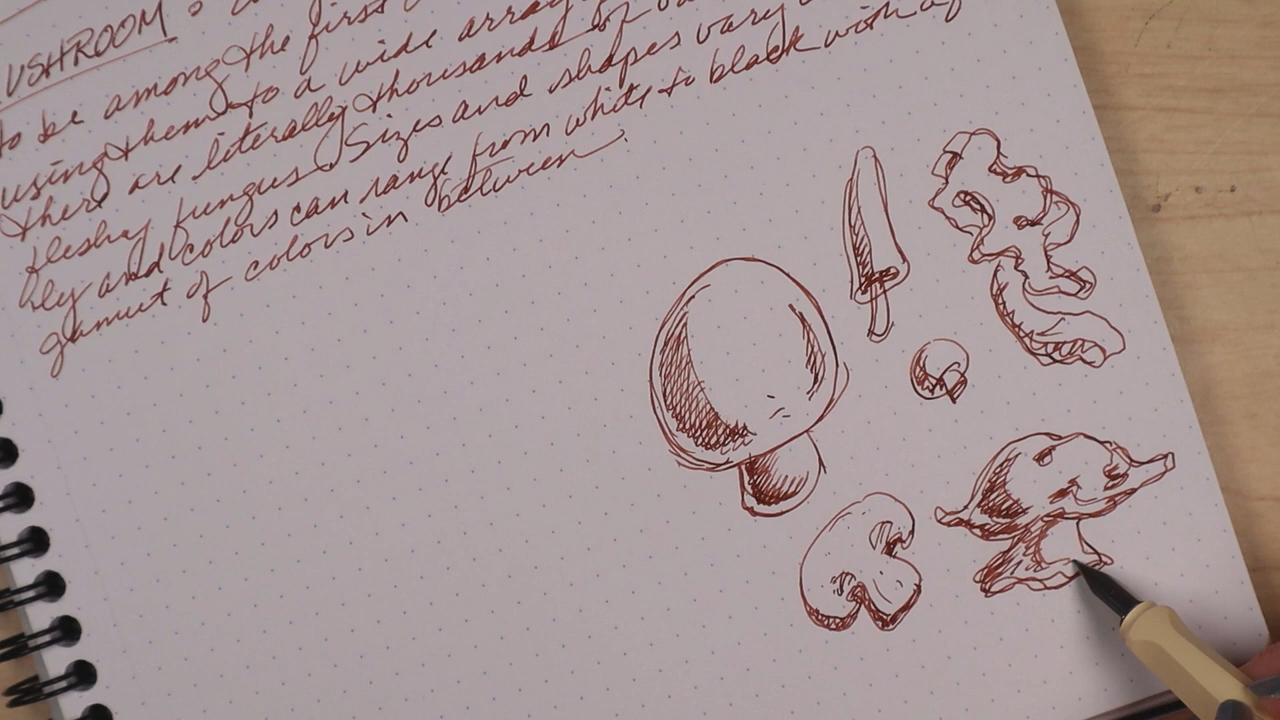 USHROOM
to be among the first
using them to a wide array
there are literally thousands of
fleshy fungus. Sizes and shapes vary
ly and colors can range from white to black with a
gamut of colors in between